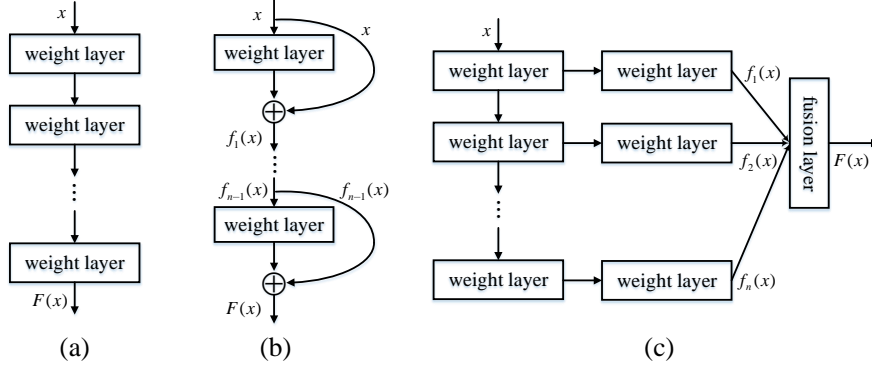 x
weight layer
weight layer
⋮
weight layer
F(x)
(a)
x
x
weight layer
f₁(x)
⋮
fₙ₋₁(x)
fₙ₋₁(x)
weight layer
F(x)
(b)
x
weight layer
weight layer
f₁(x)
weight layer
weight layer
f₂(x)
⋮
weight layer
weight layer
fₙ(x)
fusion layer
F(x)
(c)